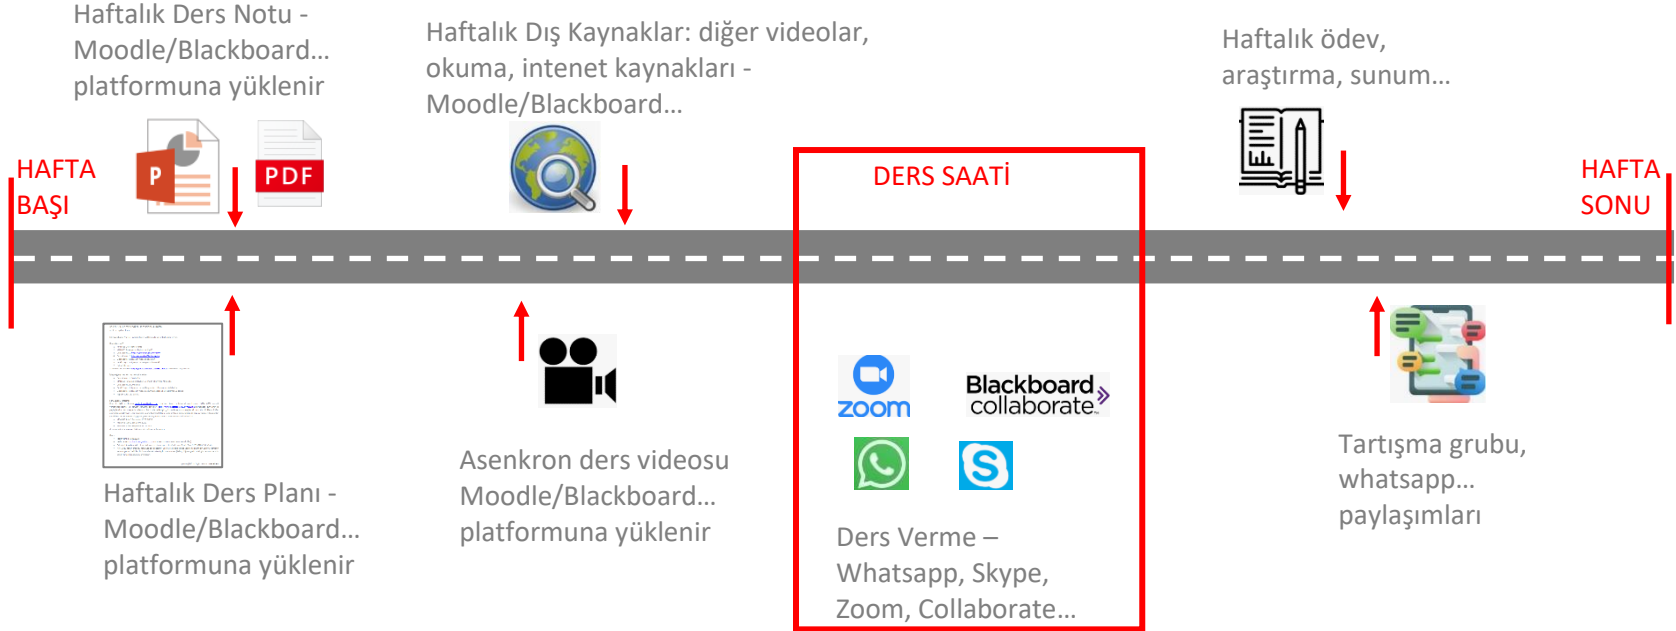 Haftalık Ders Notu -
Moodle/Blackboard...
platformuna yüklenir
Haftalık Dış Kaynaklar: diğer videolar,
okuma, intenet kaynakları -
Moodle/Blackboard...
Haftalık ödev,
araştırma, sunum...
P
PDF
HAFTA
BAŞI
DERS SAATİ
HAFTA
SONU
zoom
Blackboard
collaborate
S
Haftalık Ders Planı -
Moodle/Blackboard...
platformuna yüklenir
Asenkron ders videosu
Moodle/Blackboard...
platformuna yüklenir
Ders Verme –
Whatsapp, Skype,
Zoom, Collaborate...
Tartışma grubu,
whatsapp...
paylaşımları